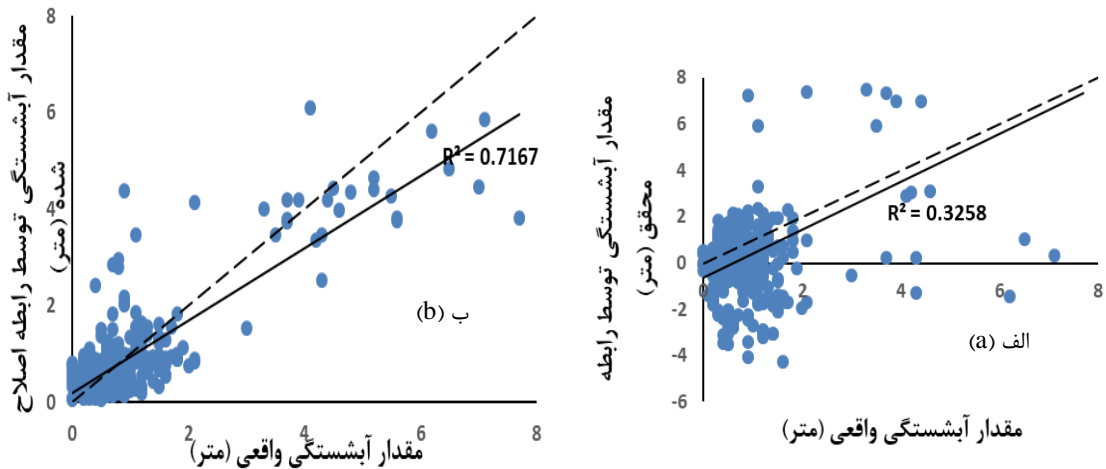 8
6
4
2
0
0
2
4
6
8
مقدار آبشستگی توسط رابطه اصلاح
شده (متر)
R² = 0.7167
ب (b)
مقدار آبشستگی واقعی (متر)
8
6
4
2
0
-2
-4
-6
0
2
4
6
8
مقدار آبشستگی توسط رابطه
محقق (متر)
R² = 0.3258
الف (a)
مقدار آبشستگی واقعی (متر)